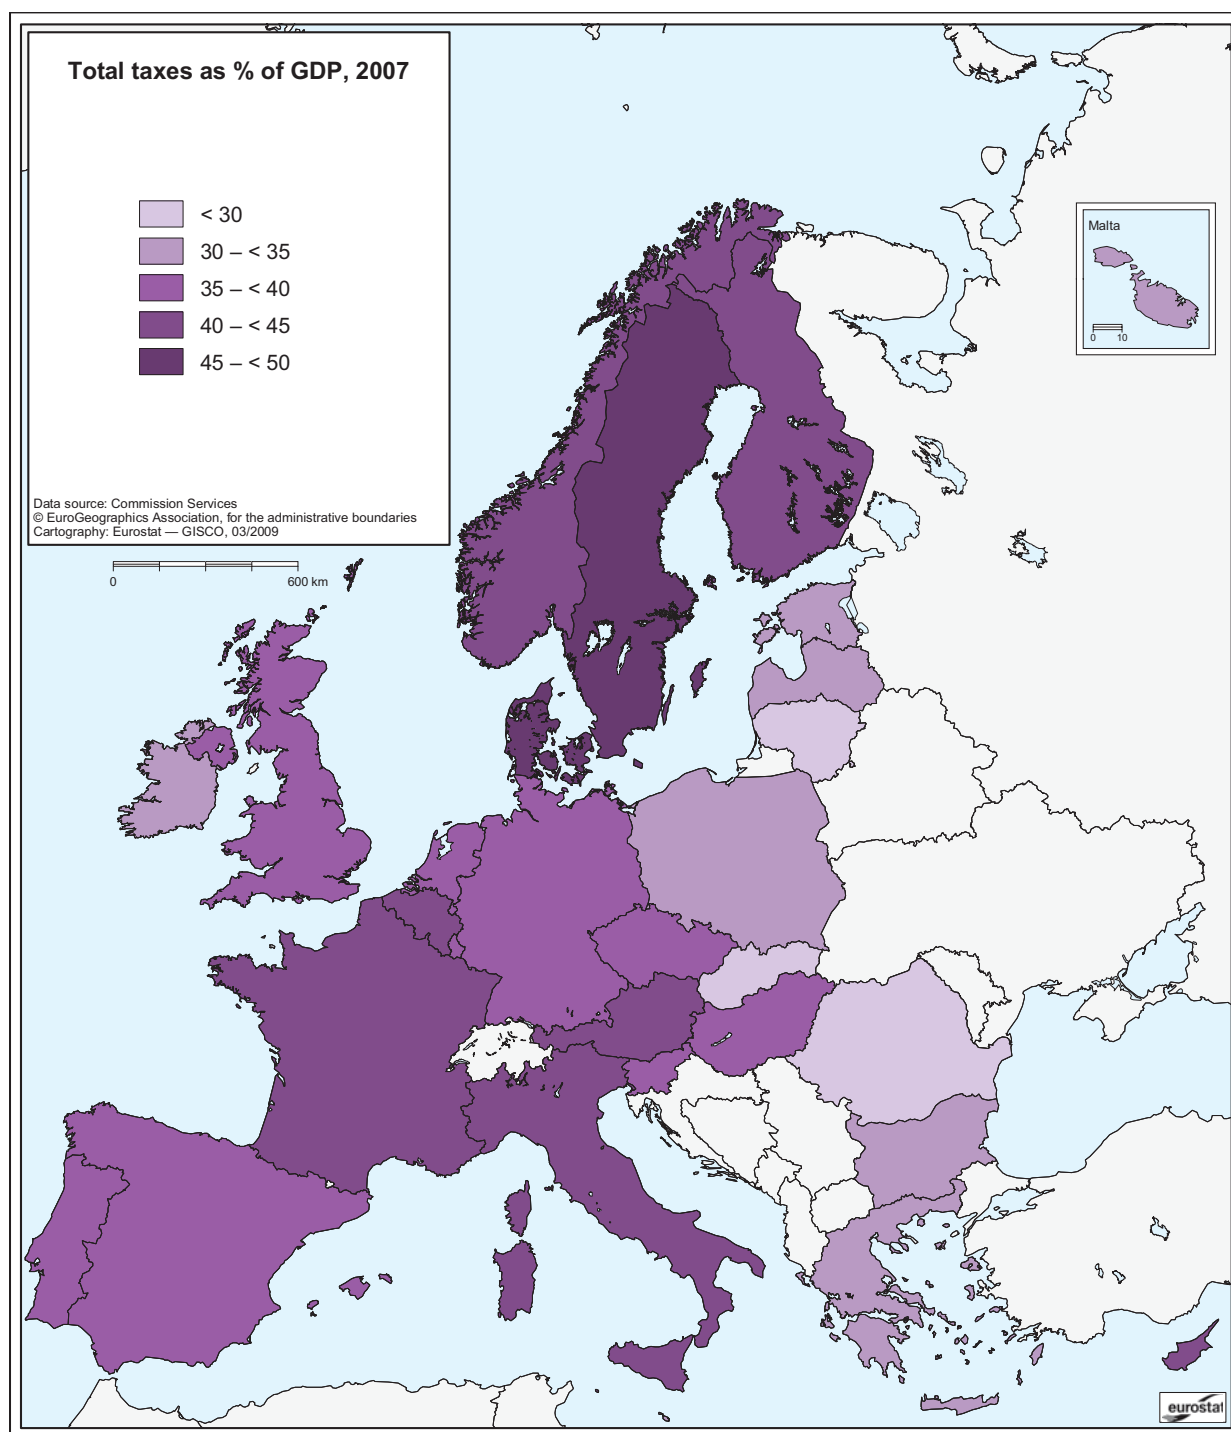 Total taxes as % of GDP, 2007
< 30
30 – < 35
35 – < 40
40 – < 45
45 – < 50
Data source: Commission Services
© EuroGeographics Association, for the administrative boundaries
Cartography: Eurostat — GISCO, 03/2009
0 600 km
Malta
0 10
eurostat